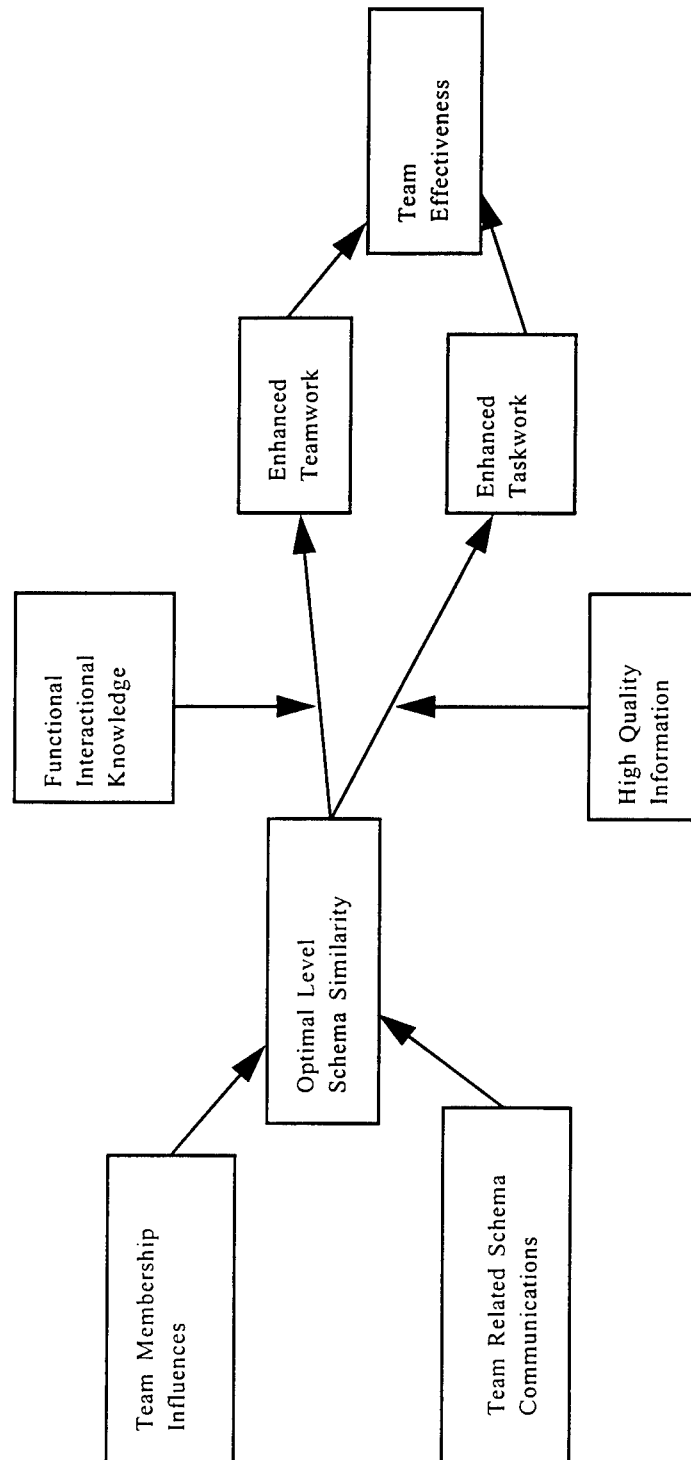 Team Membership
Influences
Team Related Schema
Communications
Optimal Level
Schema Similarity
Functional
Interactional
Knowledge
High Quality
Information
Enhanced
Teamwork
Enhanced
Taskwork
Team
Effectiveness